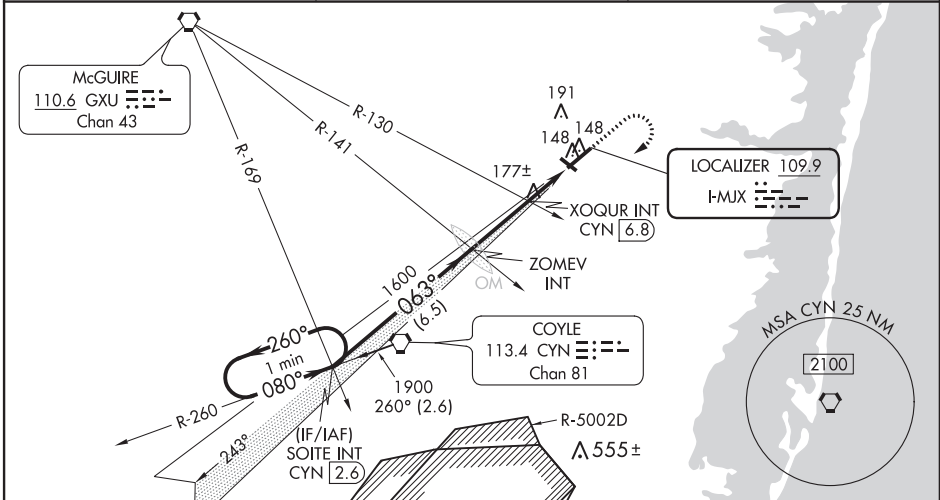 McGUIRE
110.6 GXU
Chan 43
R-130
R-141
R-169
191
148
148
177±
LOCALIZER 109.9
I-MJX
XOQUR INT
CYN 6.8
ZOMEV
INT
OM
1600
063°
(6.5)
260°
1 min
080°
COYLE
113.4 CYN
Chan 81
1900
260° (2.6)
R-260
243°
(IF/IAF)
SOITE INT
CYN 2.6
R-5002D
555±
MSA CYN 25 NM
2100